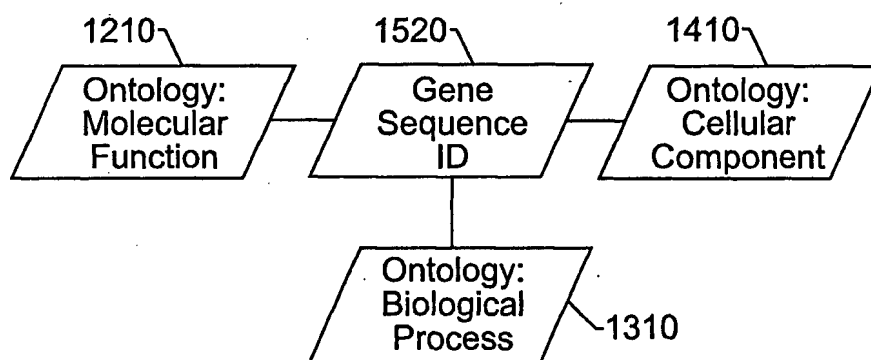 1210
1520
1410
Ontology:
Molecular
Function
Gene
Sequence
ID
Ontology:
Cellular
Component
Ontology:
Biological
Process
1310